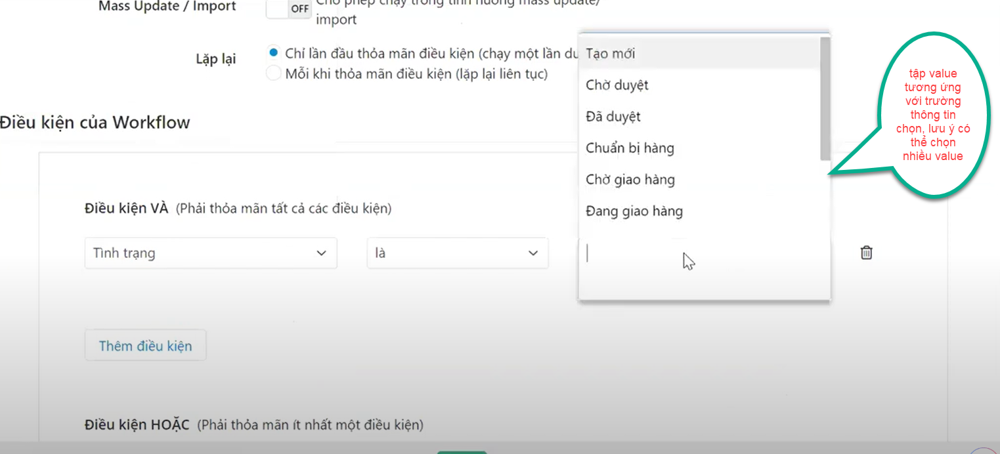 Mass Update / Import
OFF
Cho phép chạy trong tình huống mass update/
import
Lặp lại
Chỉ lần đầu thỏa mãn điều kiện (chạy một lần du
Mỗi khi thỏa mãn điều kiện (lặp lại liên tục)
Điều kiện của Workflow
Điều kiện VÀ (Phải thỏa mãn tất cả các điều kiện)
Tình trạng
là
Tạo mới
Chờ duyệt
Đã duyệt
Chuẩn bị hàng
Chờ giao hàng
Đang giao hàng
tập value
tương ứng
với trường
thông tin
chọn, lưu ý có
thể chọn
nhiều value
Thêm điều kiện
Điều kiện HOẶC (Phải thỏa mãn ít nhất một điều kiện)